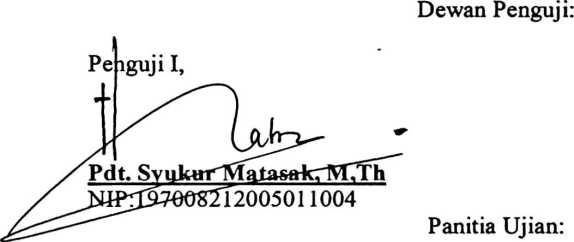 Dewan Penguji:
Penguji I,
Pdt. Syukur Matasak, M,Th
NIP:197008212005011004
Panitia Ujian: